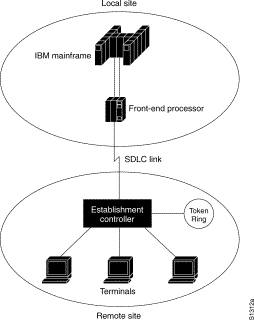 Local site
IBM mainframe
Front-end processor
SDLC link
Establishment
controller
Token
Ring
Terminals
Remote site
S1312a